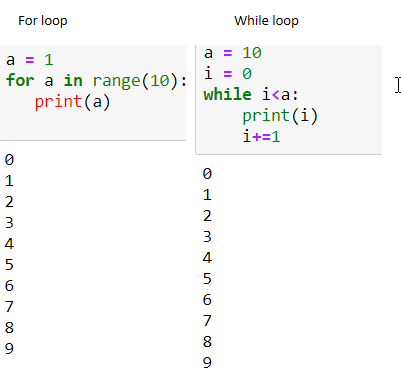 For loop
a = 1
for a in range(10):
   print(a)
0
1
2
3
4
5
6
7
8
9
While loop
a = 10
i = 0
while i<a:
    print(i)
    i+=1
0
1
2
3
4
5
6
7
8
9